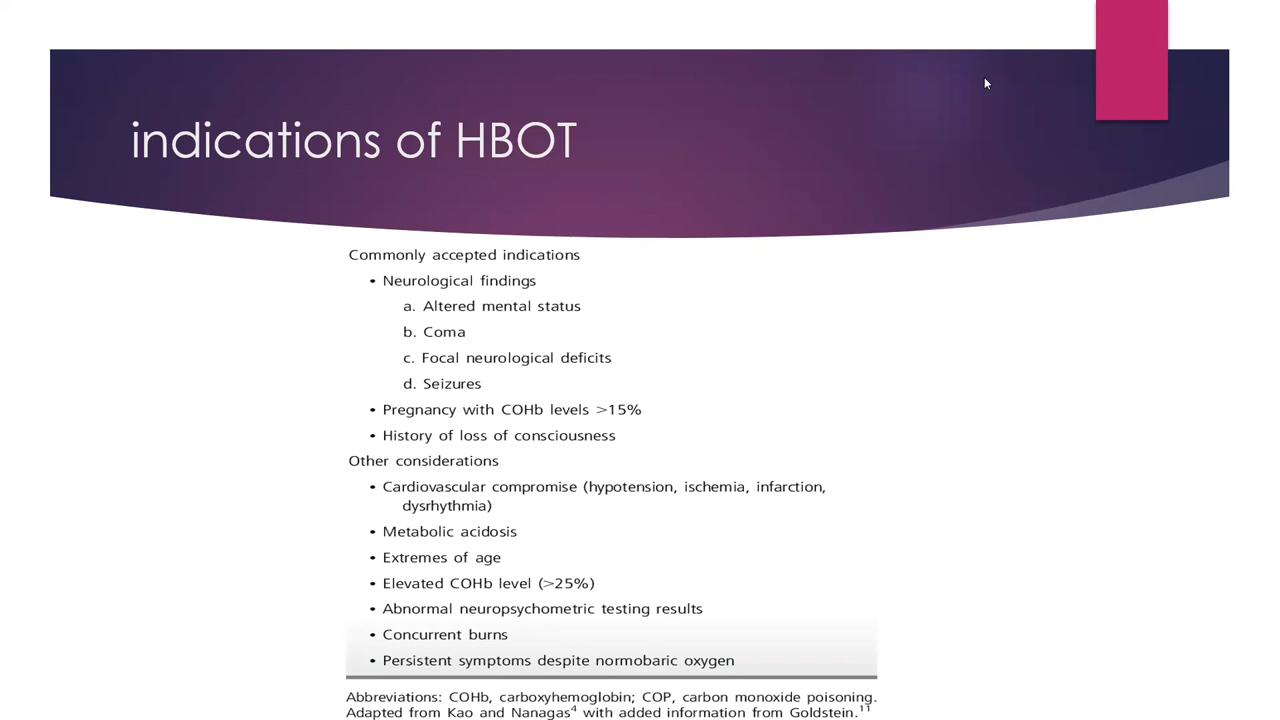 indications of HBOT
Commonly accepted indications
• Neurological findings
a. Altered mental status
b. Coma
c. Focal neurological deficits
d. Seizures
• Pregnancy with COHb levels >15%
• History of loss of consciousness
Other considerations
• Cardiovascular compromise (hypotension, ischemia, infarction,
dysrhythmia)
• Metabolic acidosis
• Extremes of age
• Elevated COHb level (>25%)
• Abnormal neuropsychometric testing results
• Concurrent burns
• Persistent symptoms despite normobaric oxygen
Abbreviations: COHb, carboxyhemoglobin; COP, carbon monoxide poisoning.
Adapted from Kao and Nanagas⁴ with added information from Goldstein.¹¹